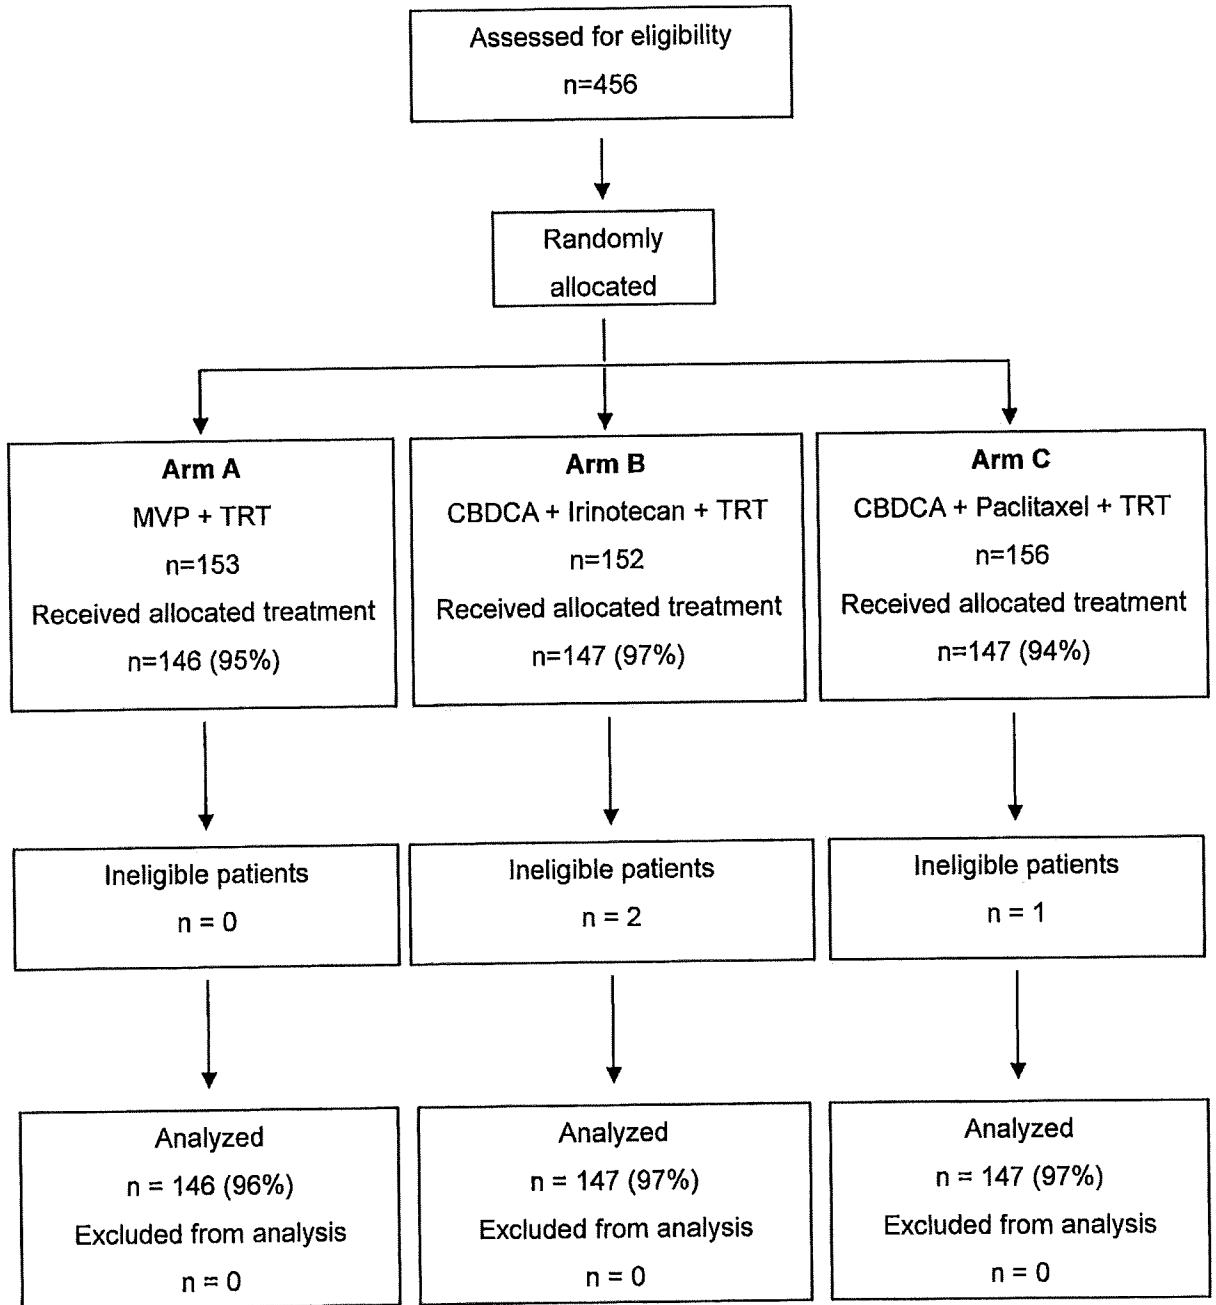 Assessed for eligibility
n=456
Randomly
allocated
Arm A
MVP + TRT
n=153
Received allocated treatment
n=146 (95%)
Arm B
CBDCA + Irinotecan + TRT
n=152
Received allocated treatment
n=147 (97%)
Arm C
CBDCA + Paclitaxel + TRT
n=156
Received allocated treatment
n=147 (94%)
Ineligible patients
n = 0
Ineligible patients
n = 2
Ineligible patients
n = 1
Analyzed
n = 146 (96%)
Excluded from analysis
n = 0
Analyzed
n = 147 (97%)
Excluded from analysis
n = 0
Analyzed
n = 147 (97%)
Excluded from analysis
n = 0